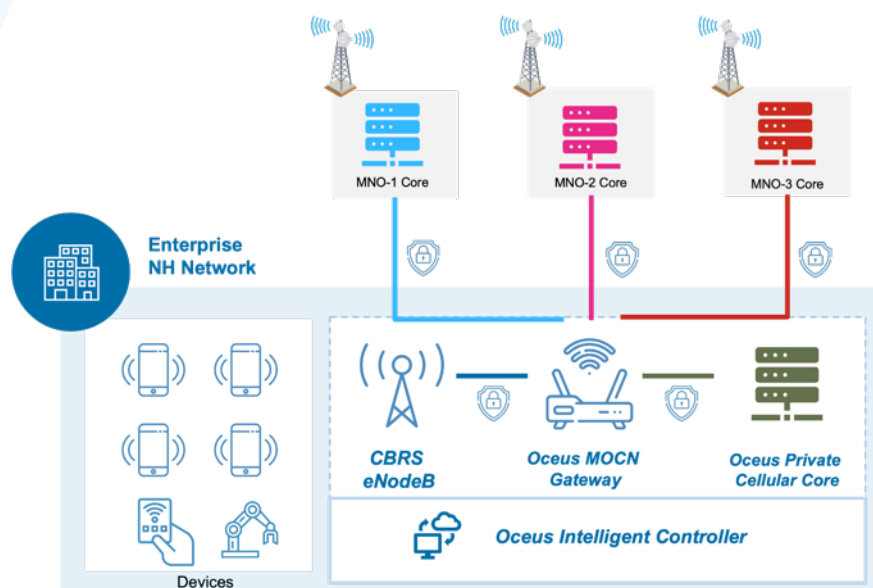 MNO-1 Core
MNO-2 Core
MNO-3 Core
Enterprise
NH Network
CBRS
eNodeB
Oceus MOCN
Gateway
Oceus Private
Cellular Core
Oceus Intelligent Controller
Devices